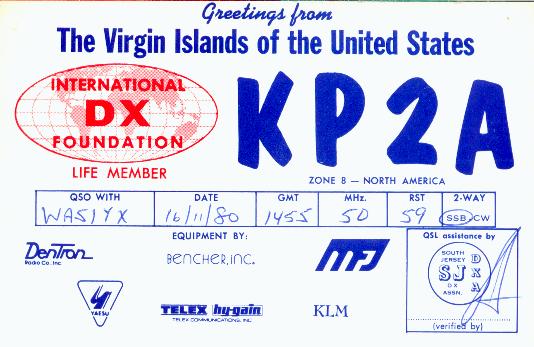 Greetings from
The Virgin Islands of the United States
INTERNATIONAL
DX
FOUNDATION
LIFE MEMBER
KP2A
ZONE 8 – NORTH AMERICA
QSO WITH DATE GMT MHz. RST 2-WAY
WA5IYX 16/11/80 1455 50 59 SSB CW
EQUIPMENT BY:
DenTron
Radio Co., Inc.
BENCHER, INC.
MFJ
YAESU
TELEX hy-gain
TELEX COMMUNICATIONS, INC.
KLM
QSL assistance by
SOUTH
JERSEY
SJ
DX
ASSN.
DXA
(verified by)